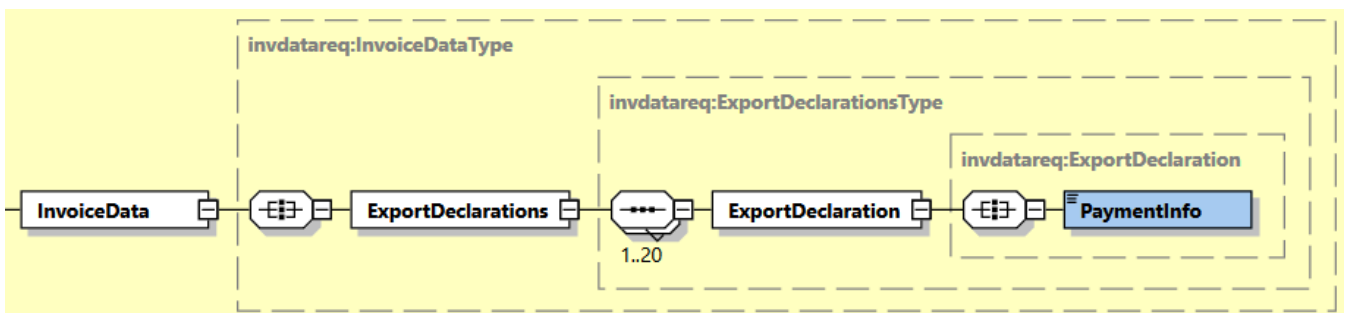 invdatareq:InvoiceDataType
invdatareq:ExportDeclarationsType
invdatareq:ExportDeclaration
InvoiceData
ExportDeclarations
ExportDeclaration
PaymentInfo
1..20